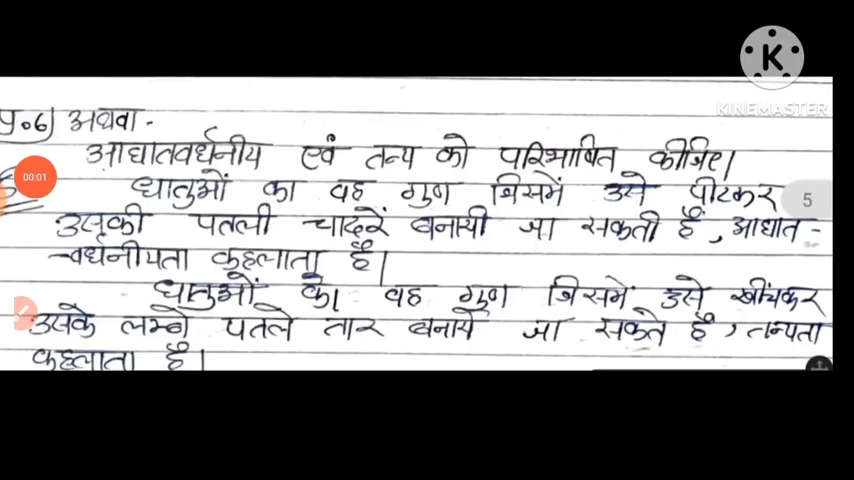 KINEMASTER
प्र०6) अथवा -
आघातवर्धनीय एवं तन्य को परिभाषित कीजिए।
00:01
धातुओं का वह गुण जिसमें उसे पीटकर
5
उसकी पतली चादरें बनायी जा सकती हैं, आघात-
वर्धनीयता कहलाता है।
धातुओं का वह गुण जिसमें उसे खींचकर
उसके लम्बे पतले तार बनाये जा सकते है, तन्यता
कहलाता है।